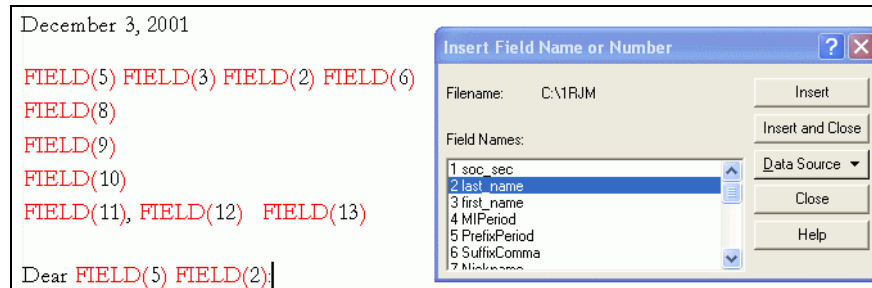 December 3, 2001
FIELD(5) FIELD(3) FIELD(2) FIELD(6)
FIELD(8)
FIELD(9)
FIELD(10)
FIELD(11), FIELD(12) FIELD(13)
Dear FIELD(5) FIELD(2):
Insert Field Name or Number
Filename: C:\1RJM
Field Names:
1 soc_sec
2 last_name
3 first_name
4 MIPeriod
5 PrefixPeriod
6 SuffixComma
7 Nickname
Insert
Insert and Close
Data Source
Close
Help